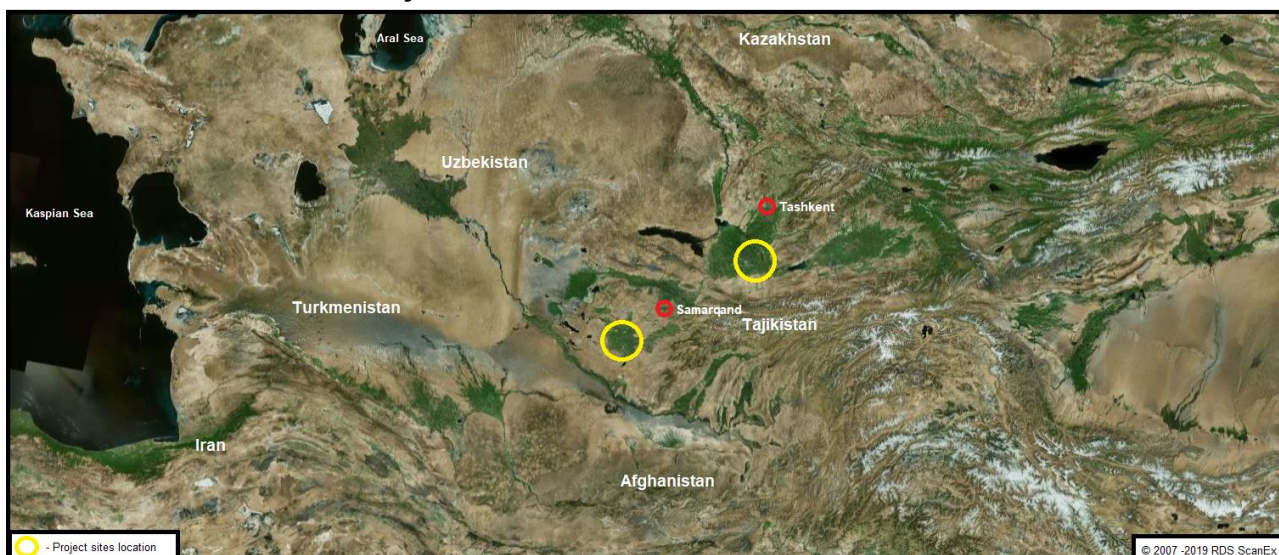 Aral Sea
Kazakhstan
Uzbekistan
Kaspian Sea
Tashkent
Turkmenistan
Samarqand
Tajikistan
Iran
Afghanistan
- Project sites location
© 2007 -2019 RDS ScanEx